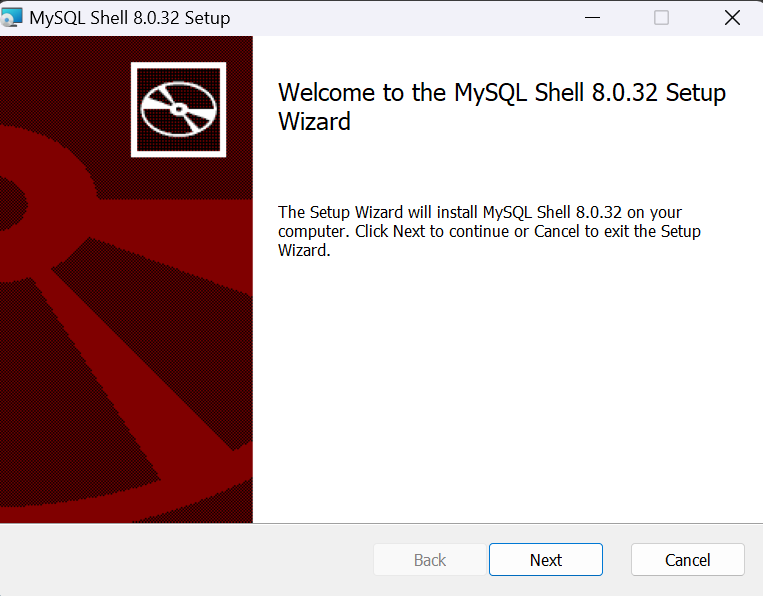 MySQL Shell 8.0.32 Setup
Welcome to the MySQL Shell 8.0.32 Setup
Wizard
The Setup Wizard will install MySQL Shell 8.0.32 on your
computer. Click Next to continue or Cancel to exit the Setup
Wizard.
Back
Next
Cancel